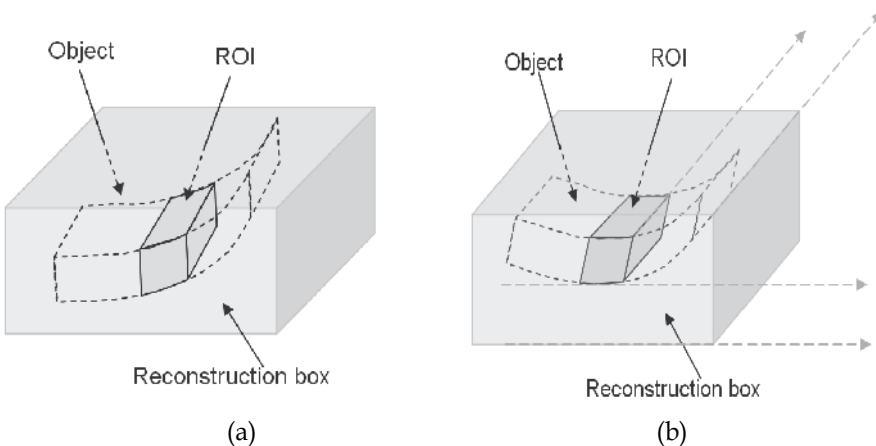 Object
ROI
Reconstruction box
(a)
Object
ROI
Reconstruction box
(b)